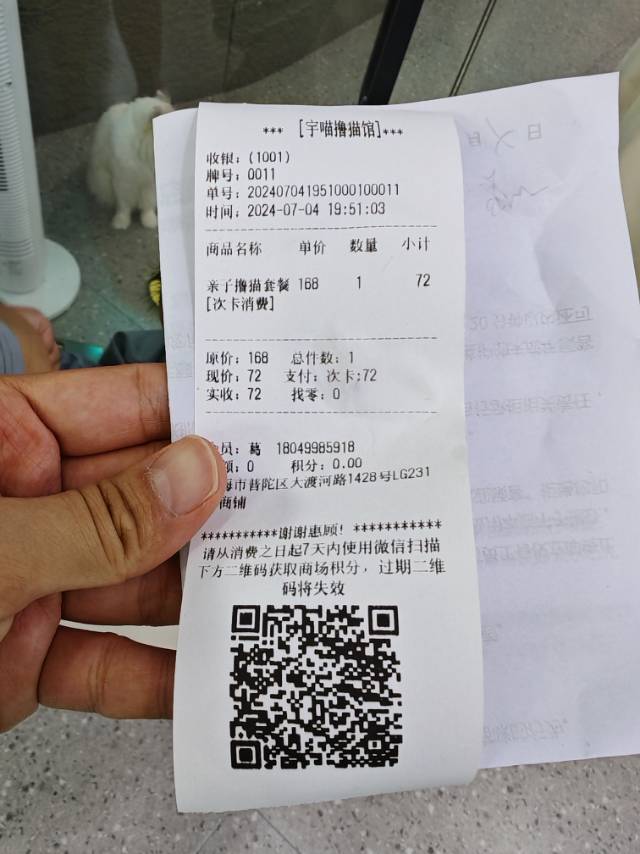 *** [宇喵撸猫馆]***
收银：(1001)
牌号：0011
单号：202407041951000100011
时间：2024-07-04 19:51:03
商品名称 单价 数量 小计
亲子撸猫套餐 168 1 72
[次卡消费]
原价：168 总件数：1
现价：72 支付：次卡:72
实收：72 找零：0
员：葛 18049985918
额：0 积分：0.00
海市普陀区大渡河路1428号LG231
商铺
***********谢谢惠顾！***********
请从消费之日起7天内使用微信扫描
下方二维码获取商场积分，过期二维
码将失效